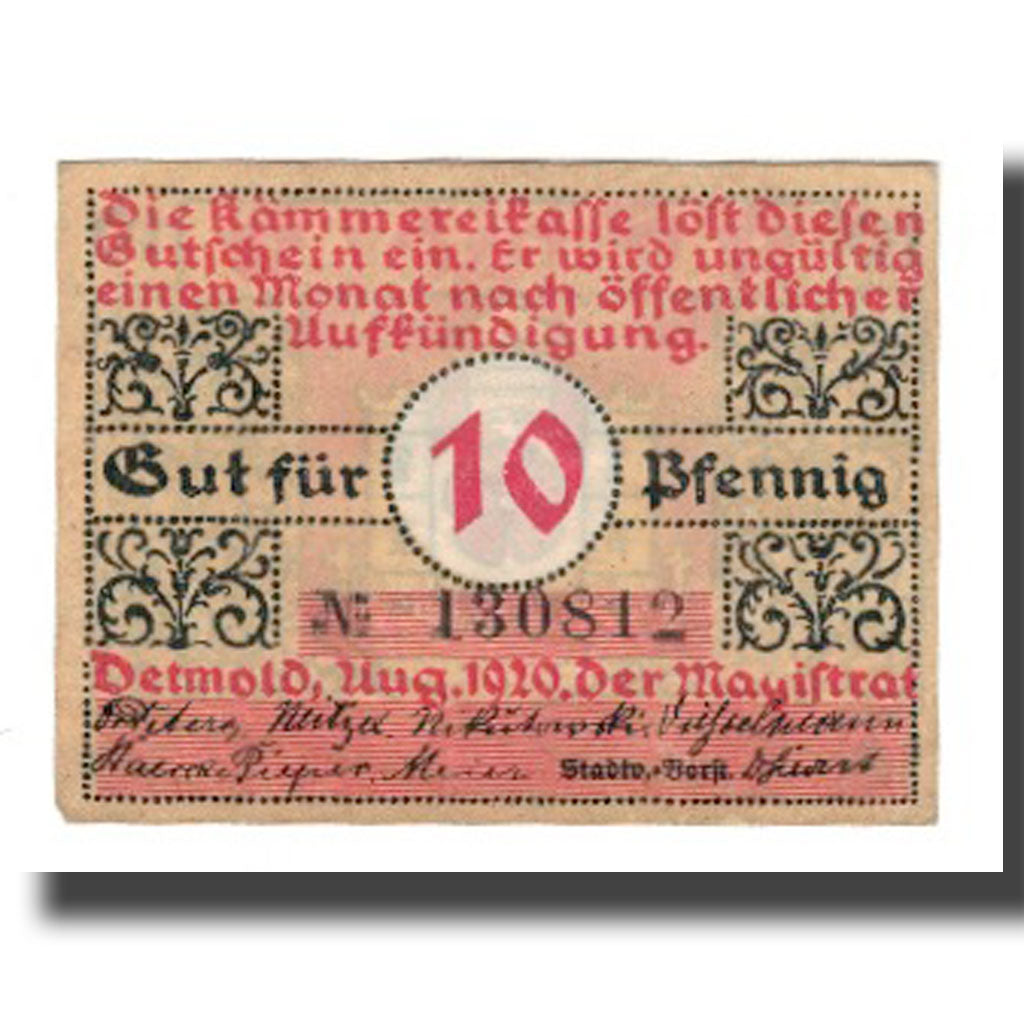 Die Kämmereikasse löst diesen
Gutschein ein. Er wird ungültig
einen Monat nach öffentlicher
Aufkündigung.
Gut für 10 Pfennig
№ 130812
Detmold, Aug. 1920. der Magistrat
Meier Stadtv.-Vorst.